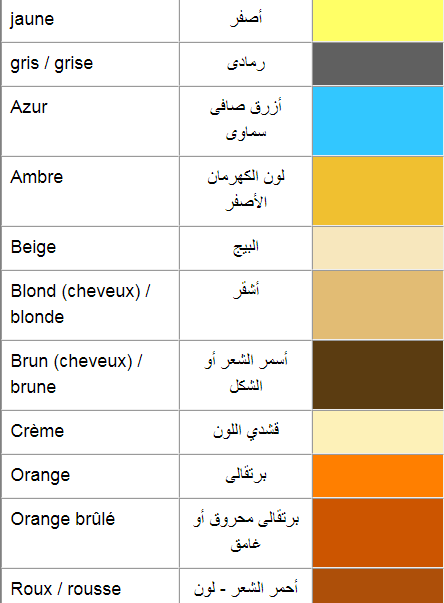 jaune أصفر
gris / grise رمادى
Azur أزرق صافى
سماوى
Ambre لون الكهرمان
الأصفر
Beige البيج
Blond (cheveux) / أشقر
blonde
Brun (cheveux) / أسمر الشعر أو
brune الشكل
Crème قشدي اللون
Orange برتقالى
Orange brûlé برتقالى محروق أو
غامق
Roux / rousse أحمر الشعر - لون